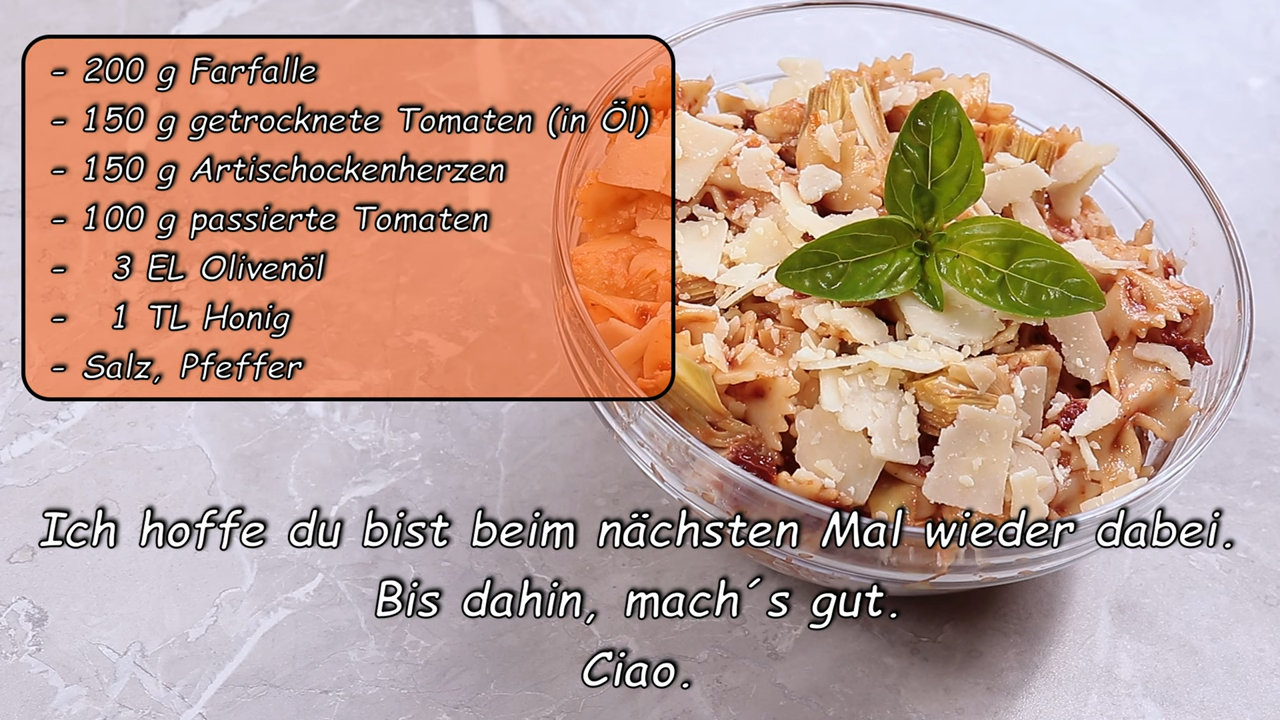 - 200 g Farfalle
- 150 g getrocknete Tomaten (in Öl)
- 150 g Artischockenherzen
- 100 g passierte Tomaten
- 3 EL Olivenöl
- 1 TL Honig
- Salz, Pfeffer
Ich hoffe du bist beim nächsten Mal wieder dabei.
Bis dahin, mach´s gut.
Ciao.